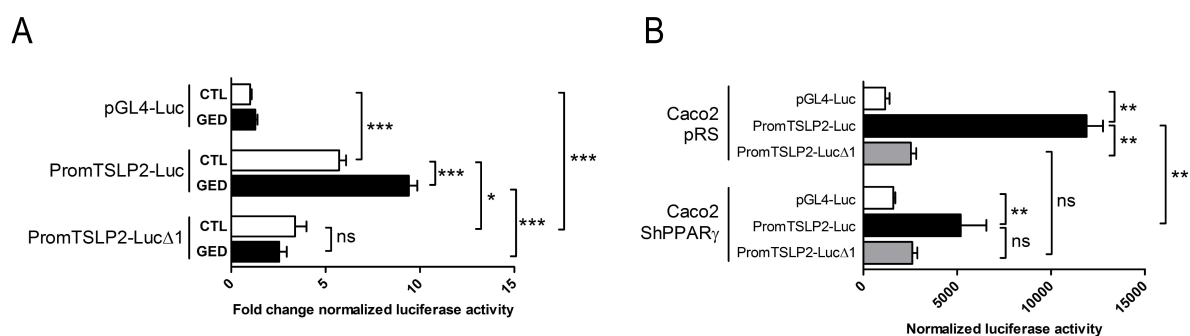 A
pGL4-Luc
CTL
GED
PromTSLP2-Luc
CTL
GED
PromTSLP2-LucΔ1
CTL
GED
***
***
*
***
***
ns
0
5
10
15
Fold change normalized luciferase activity
B
Caco2
pRS
pGL4-Luc
PromTSLP2-Luc
PromTSLP2-LucΔ1
Caco2
ShPPARγ
pGL4-Luc
PromTSLP2-Luc
PromTSLP2-LucΔ1
**
**
**
ns
**
ns
0
5000
10000
15000
Normalized luciferase activity